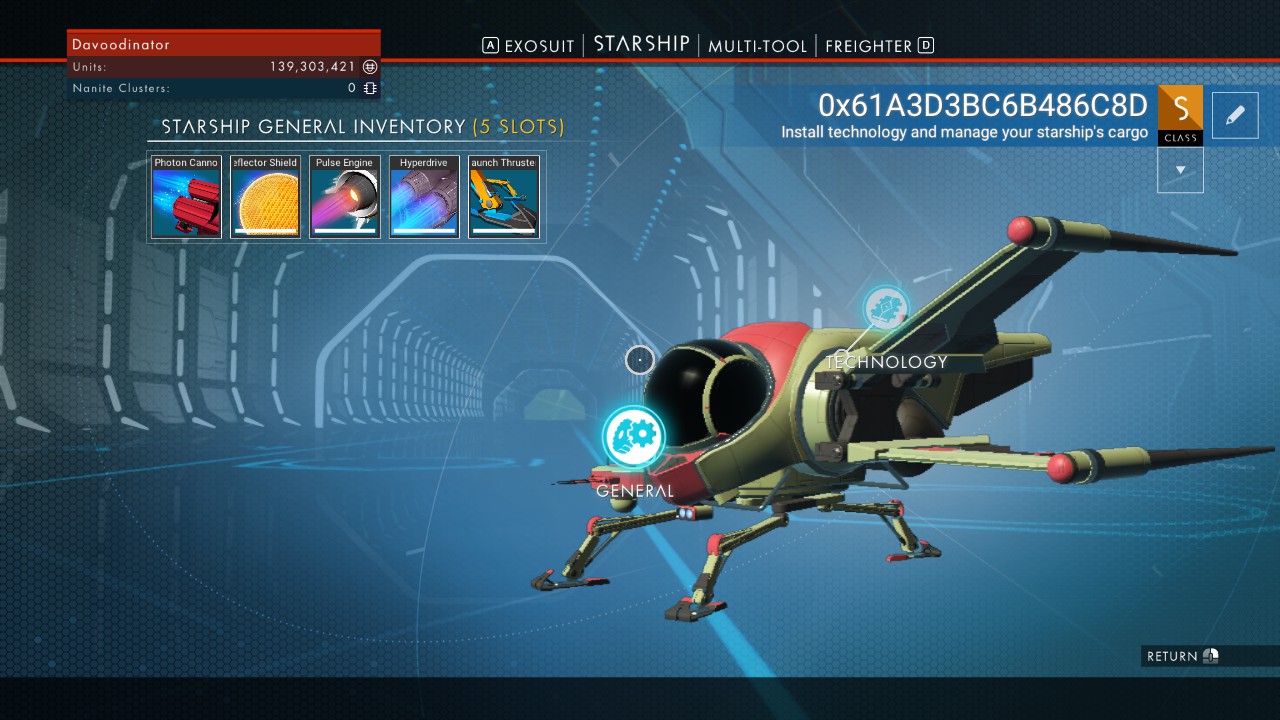 Davoodinator
Units: 139,303,421
Nanite Clusters: 0
A EXOSUIT STARSHIP MULTI-TOOL FREIGHTER D
0x61A3D3BC6B486C8D
Install technology and manage your starship's cargo
S
CLASS
STARSHIP GENERAL INVENTORY (5 SLOTS)
Photon Canno eflector Shield Pulse Engine Hyperdrive aunch Thruste
TECHNOLOGY
GENERAL
RETURN